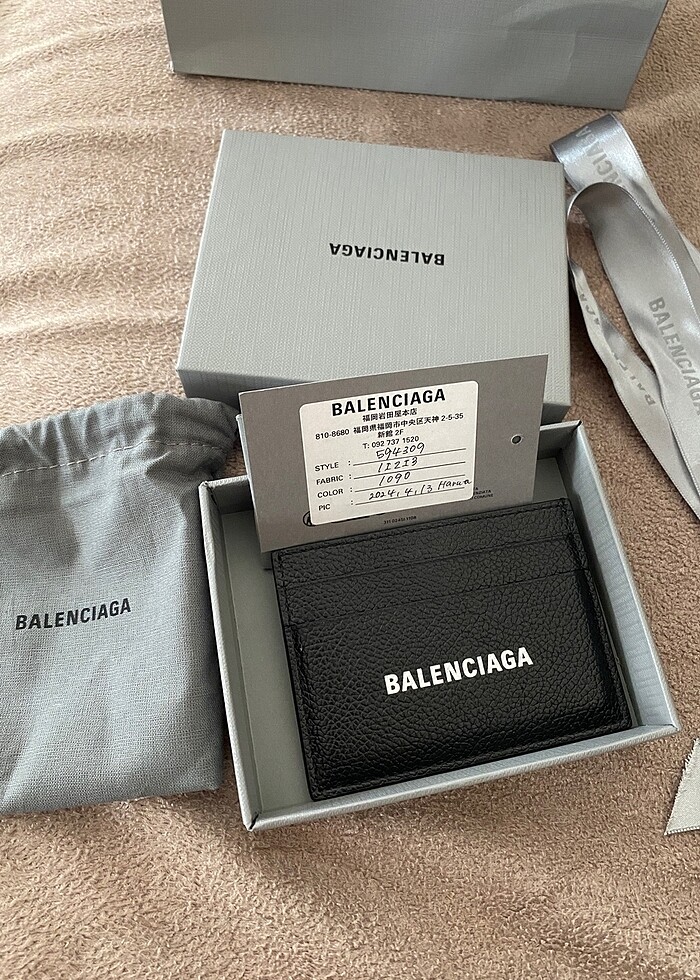 BALENCIAGA
BALENCIAGA
BALENCIAGA
BALENCIAGA
福岡岩田屋本店
810-8680 福岡県福岡市中央区天神 2-5-35
新館 2F
T: 092 737 1520
594309
STYLE : 1IZI3
FABRIC : 1090
COLOR : 2024, 4, 13 Haruna
PIC :
BALENCIAGA
BALENCIAGA